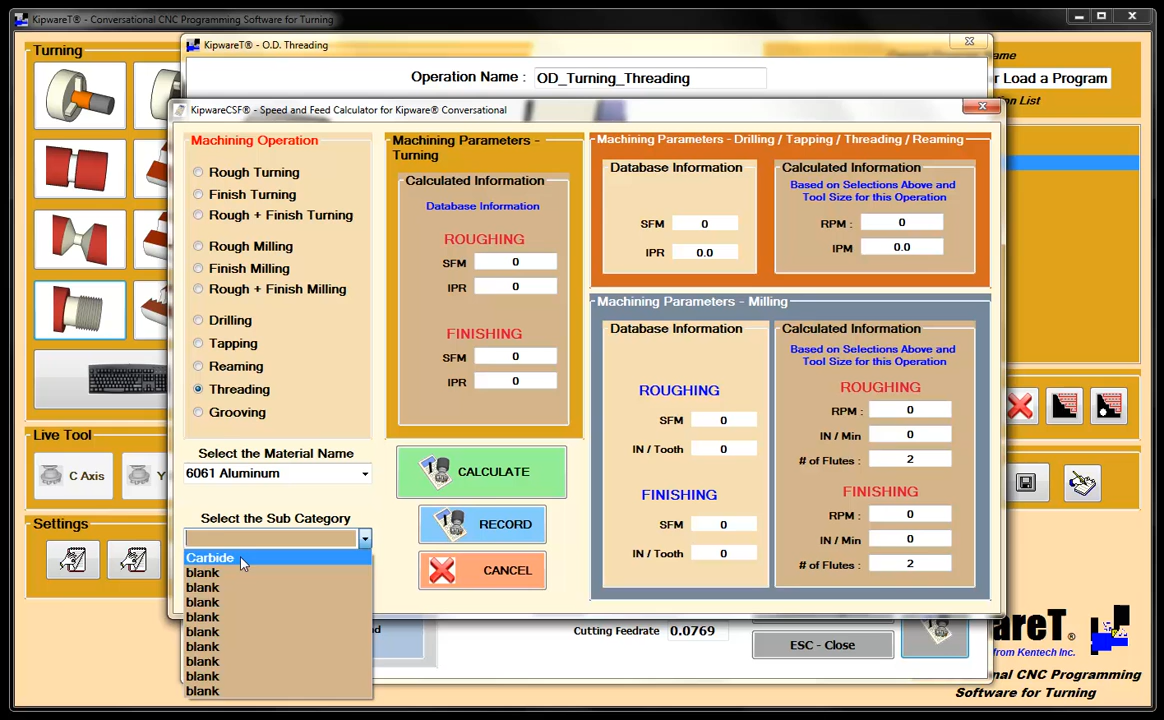 KipwareT® - Conversational CNC Programming Software for Turning
Turning
KipwareT® - O.D. Threading
Name
Operation Name : OD_Turning_Threading
r Load a Program
on List
KipwareCSF® - Speed and Feed Calculator for Kipware® Conversational
Machining Operation
Rough Turning
Finish Turning
Rough + Finish Turning
Rough Milling
Finish Milling
Rough + Finish Milling
Drilling
Tapping
Reaming
Threading
Grooving
Select the Material Name
6061 Aluminum
Select the Sub Category
Carbide
blank
blank
blank
blank
blank
blank
blank
blank
blank
Machining Parameters -
Turning
Calculated Information
Database Information
ROUGHING
SFM 0
IPR 0
FINISHING
SFM 0
IPR 0
CALCULATE
RECORD
CANCEL
Machining Parameters - Drilling / Tapping / Threading / Reaming
Database Information
SFM 0
IPR 0.0
Calculated Information
Based on Selections Above and
Tool Size for this Operation
RPM : 0
IPM 0.0
Machining Parameters - Milling
Database Information
ROUGHING
SFM 0
IN / Tooth 0
FINISHING
SFM 0
IN / Tooth 0
Calculated Information
Based on Selections Above and
Tool Size for this Operation
ROUGHING
RPM : 0
IN / Min 0
# of Flutes : 2
FINISHING
RPM : 0
IN / Min 0
# of Flutes : 2
Live Tool
C Axis
Y
Settings
nd
Cutting Feedrate 0.0769
ESC - Close
areT®
from Kentech Inc.
nal CNC Programming
Software for Turning